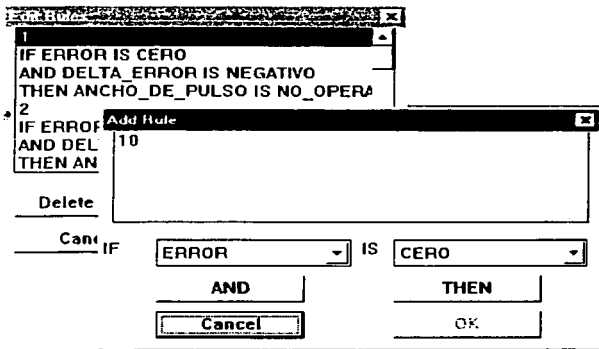 Edit Rules
1
IF ERROR IS CERO
AND DELTA_ERROR IS NEGATIVO
THEN ANCHO_DE_PULSO IS NO_OPERA
2
IF ERROR
AND DEL
THEN AN
Delete
Can
Add Rule
10
IF ERROR IS CERO
AND THEN
Cancel OK